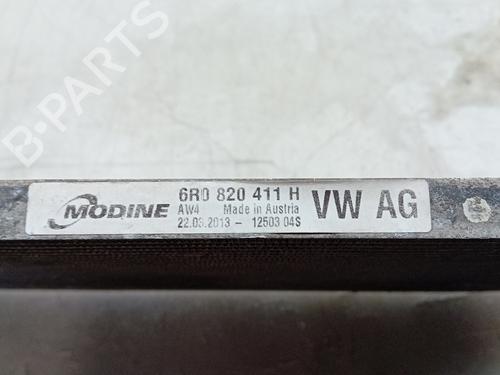 B-PARTS
MODINE
6R0 820 411 H
AW4 Made in Austria
22.03.2013 - 12503 04S
VW AG